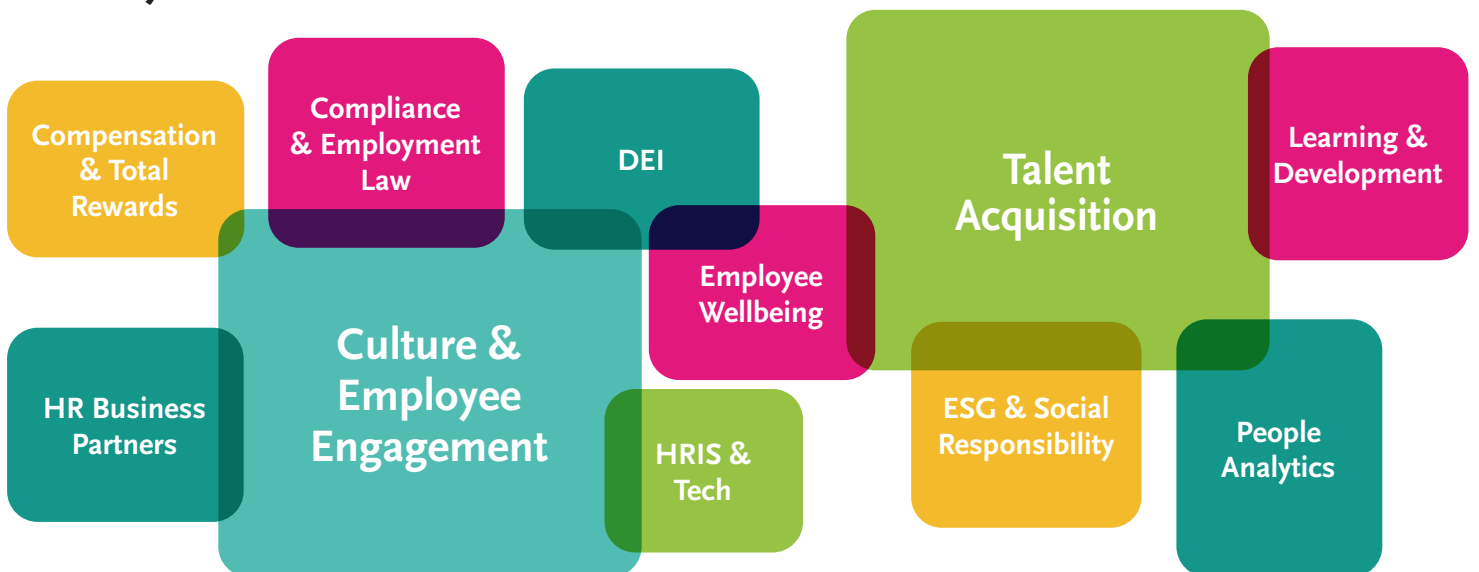 Compensation
& Total
Rewards
Compliance
& Employment
Law
DEI
Talent
Acquisition
Learning &
Development
Employee
Wellbeing
Culture &
Employee
Engagement
HR Business
Partners
HRIS &
Tech
ESG & Social
Responsibility
People
Analytics